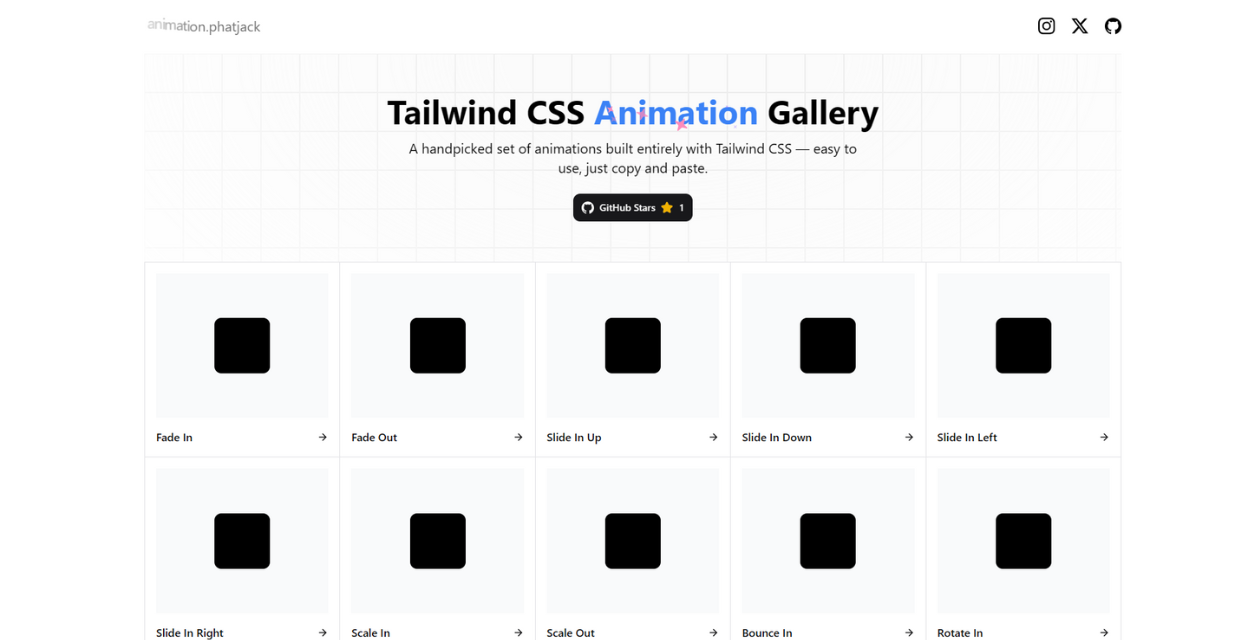 animation.phatjack
Tailwind CSS Animation Gallery
A handpicked set of animations built entirely with Tailwind CSS — easy to
use, just copy and paste.
GitHub Stars 1
Fade In
Fade Out
Slide In Up
Slide In Down
Slide In Left
Slide In Right
Scale In
Scale Out
Bounce In
Rotate In